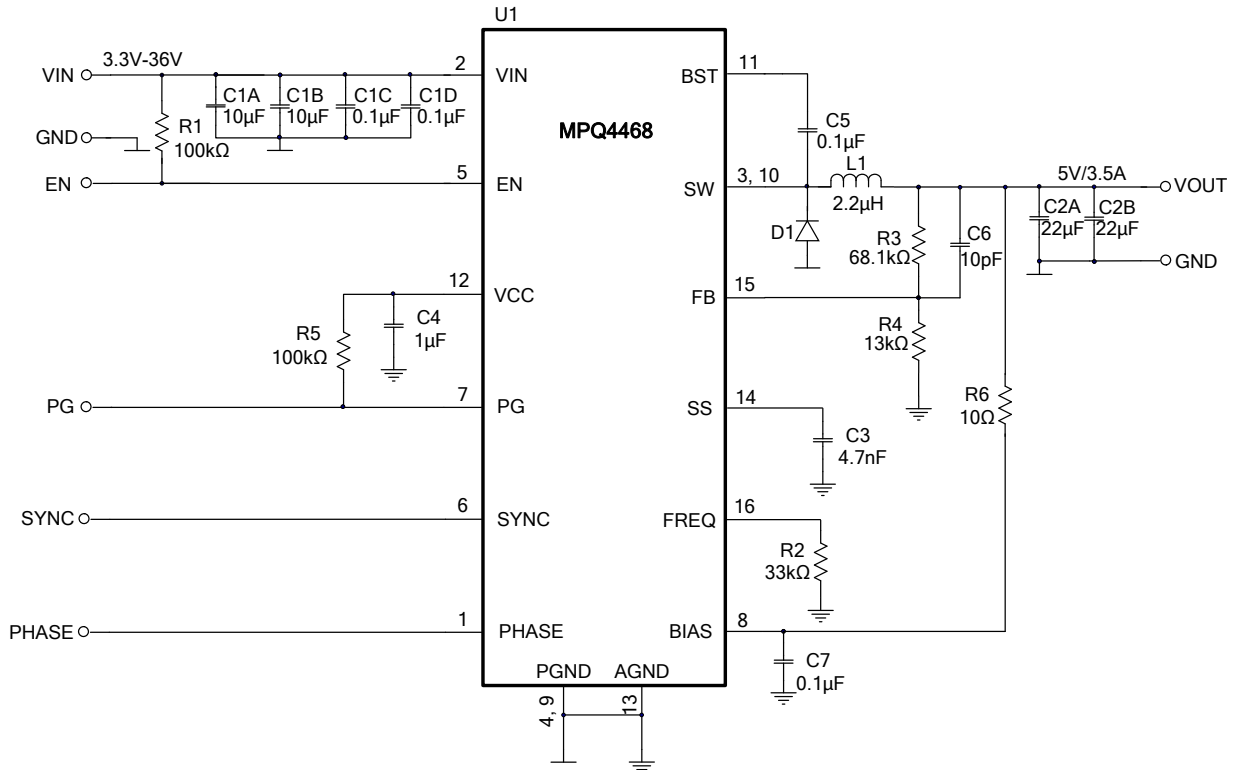 U1
MPQ4468
VIN
3.3V-36V
2
VIN
C1A
10µF
C1B
10µF
C1C
0.1µF
C1D
0.1µF
GND
R1
100kΩ
EN
5
EN
12
VCC
R5
100kΩ
C4
1µF
PG
7
PG
SYNC
6
SYNC
PHASE
1
PHASE
PGND
4, 9
AGND
13
BST
11
C5
0.1µF
SW
3, 10
L1
2.2µH
D1
5V/3.5A
VOUT
R3
68.1kΩ
C6
10pF
C2A
22µF
C2B
22µF
GND
FB
15
R4
13kΩ
SS
14
C3
4.7nF
R6
10Ω
FREQ
16
R2
33kΩ
BIAS
8
C7
0.1µF